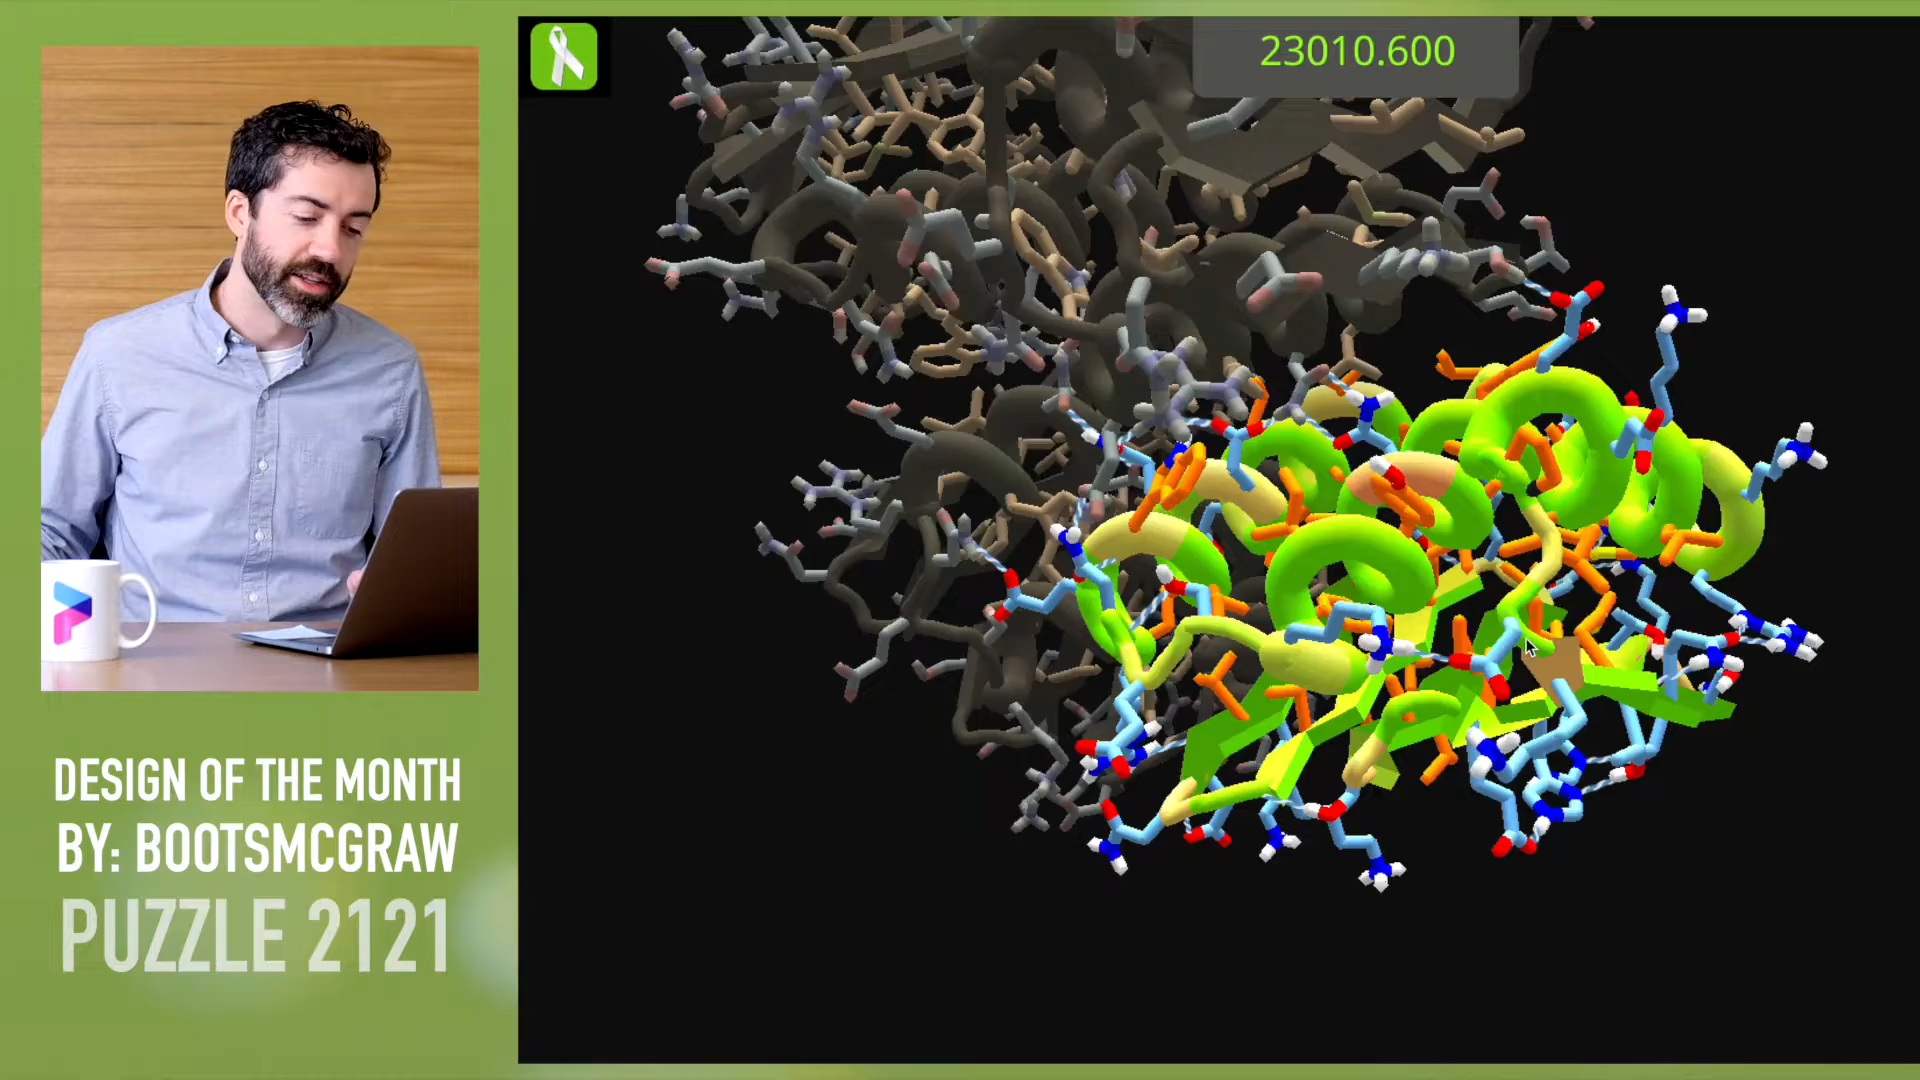 23010.600
DESIGN OF THE MONTH
BY: BOOTSMCGRAW
PUZZLE 2121